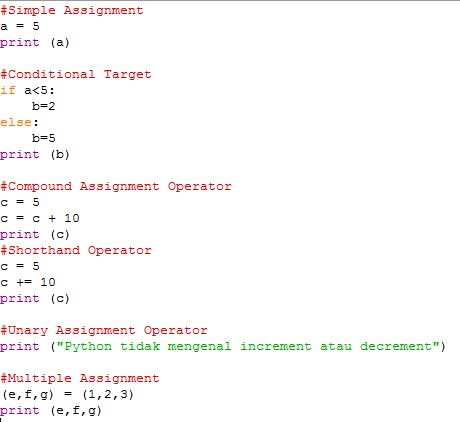 #Simple Assignment
a = 5
print (a)
#Conditional Target
if a<5:
    b=2
else:
    b=5
print (b)
#Compound Assignment Operator
c = 5
c = c + 10
print (c)
#Shorthand Operator
c = 5
c += 10
print (c)
#Unary Assignment Operator
print ("Python tidak mengenal increment atau decrement")
#Multiple Assignment
(e,f,g) = (1,2,3)
print (e,f,g)